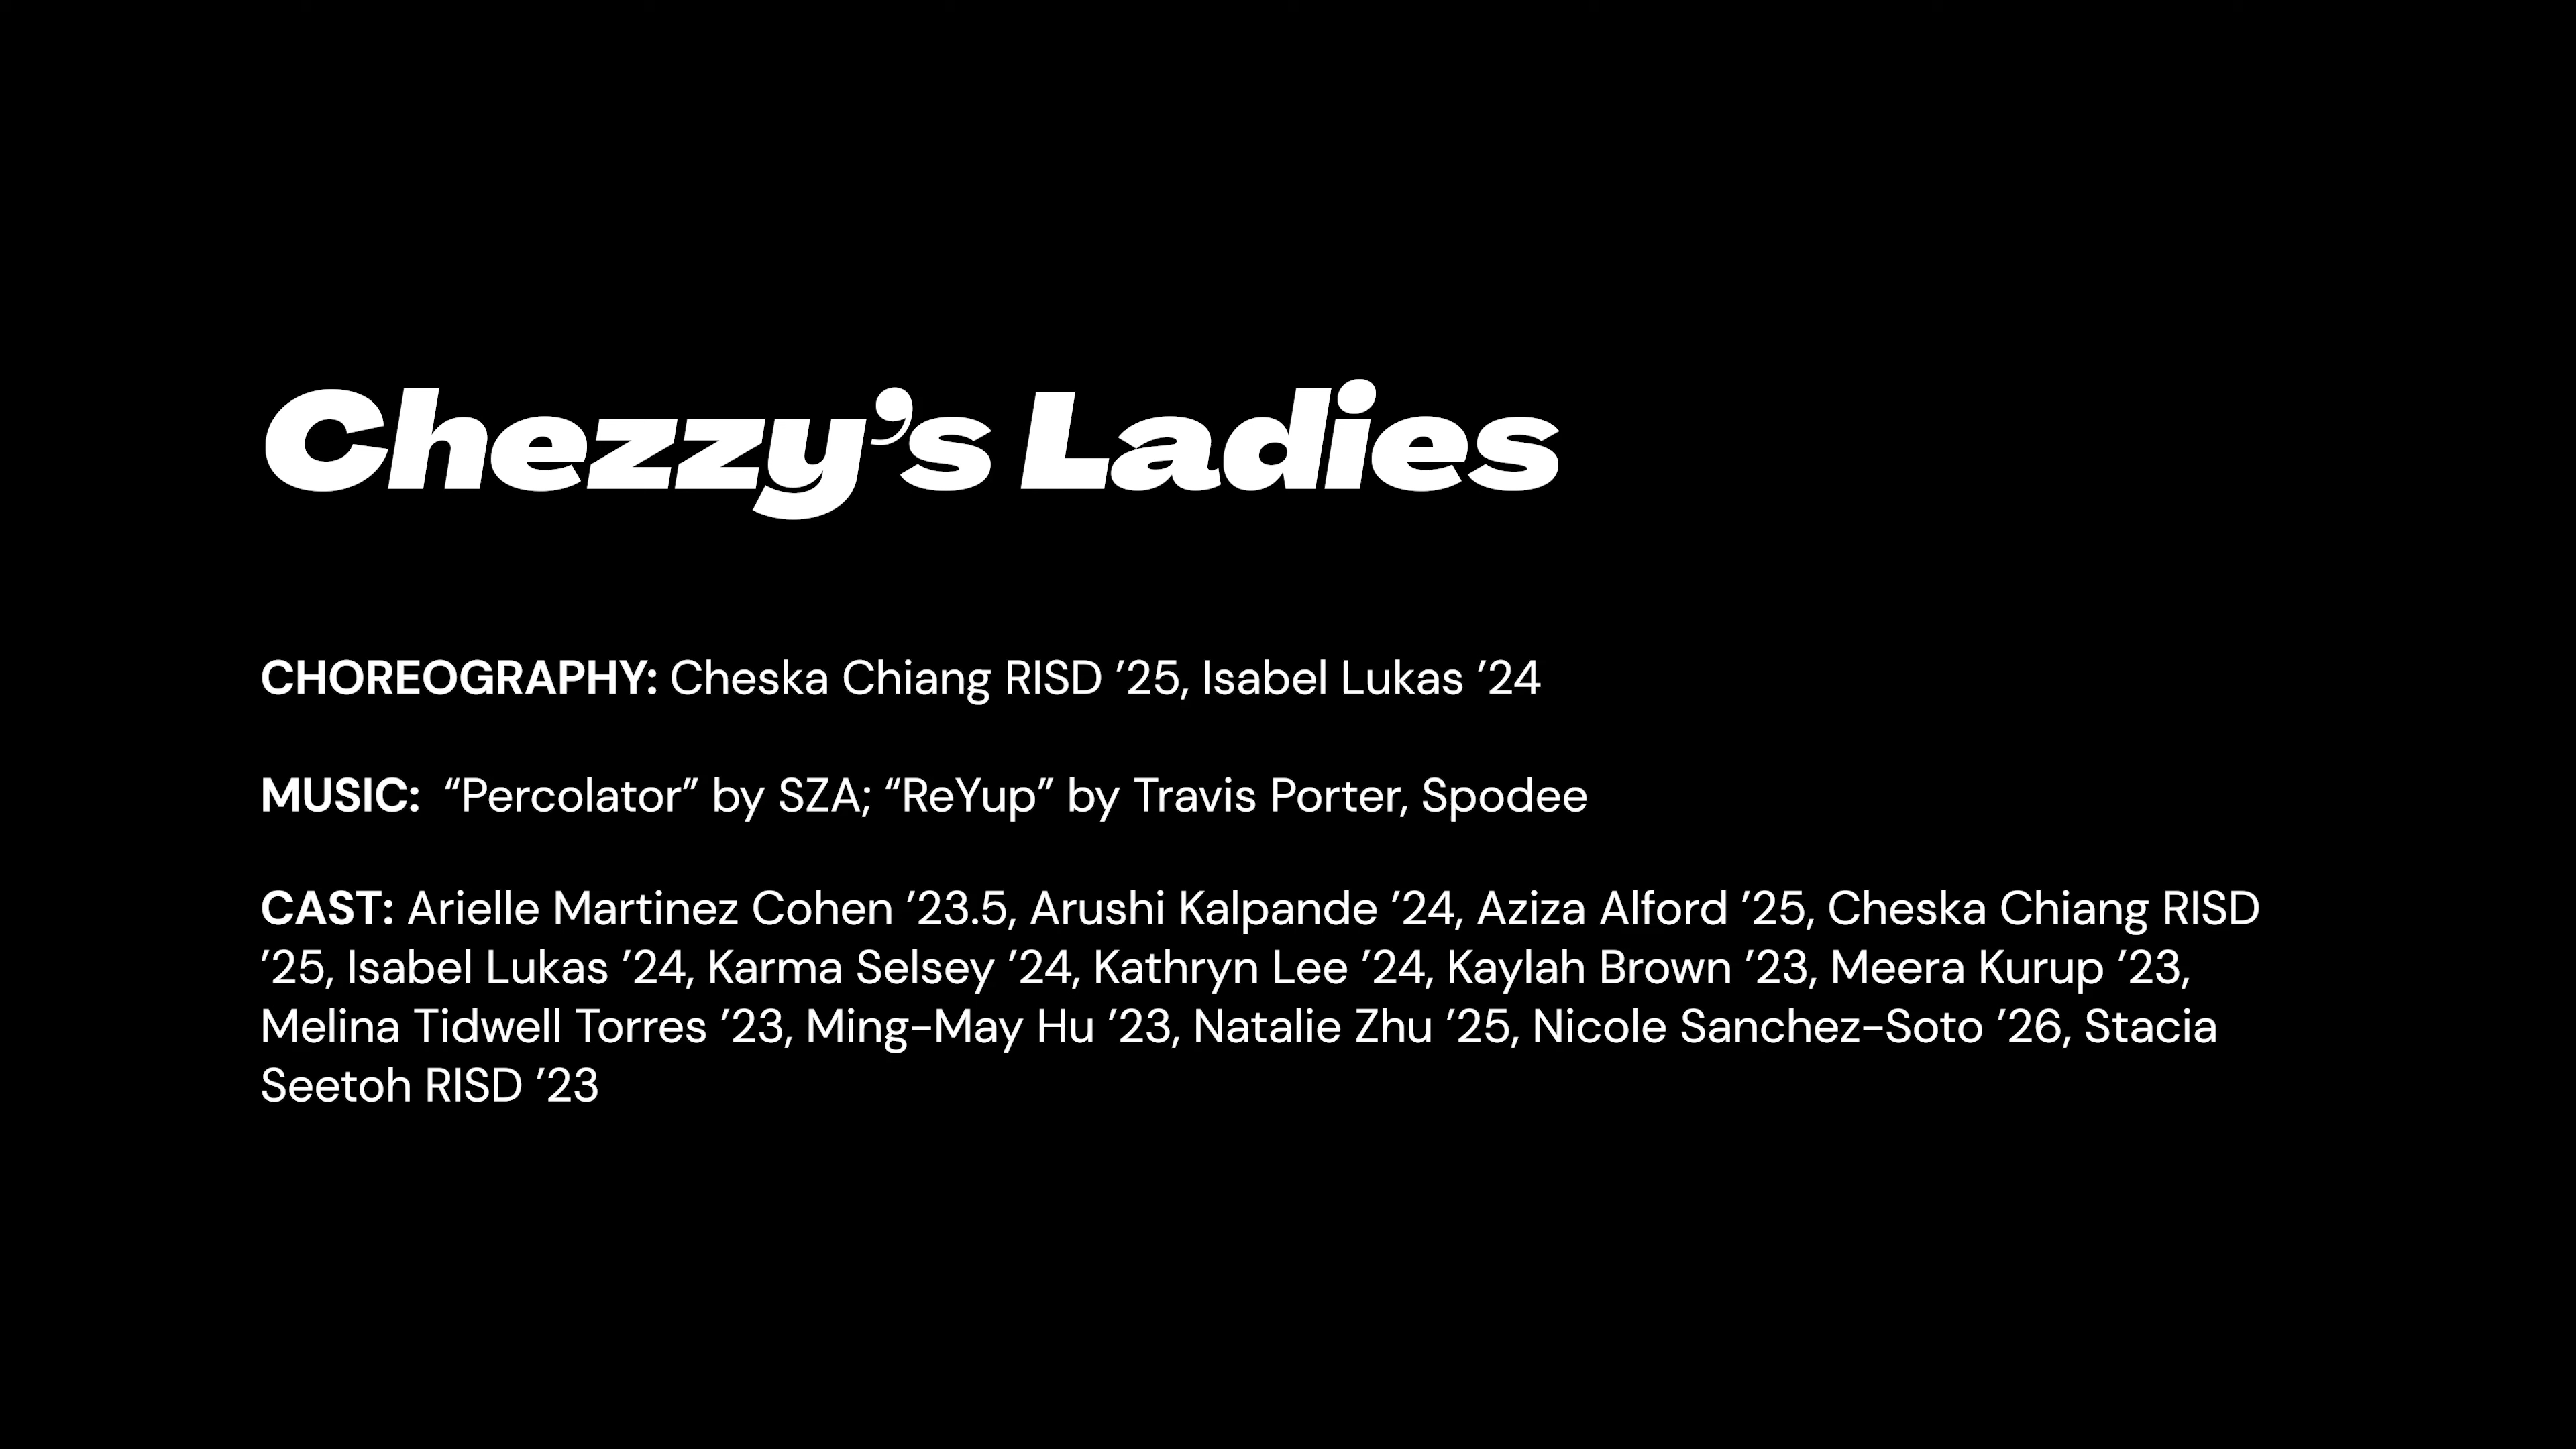 Chezzy’s Ladies
CHOREOGRAPHY: Cheska Chiang RISD ’25, Isabel Lukas ’24
MUSIC: “Percolator” by SZA; “ReYup” by Travis Porter, Spodee
CAST: Arielle Martinez Cohen ’23.5, Arushi Kalpande ’24, Aziza Alford ’25, Cheska Chiang RISD
’25, Isabel Lukas ’24, Karma Selsey ’24, Kathryn Lee ’24, Kaylah Brown ’23, Meera Kurup ’23,
Melina Tidwell Torres ’23, Ming-May Hu ’23, Natalie Zhu ’25, Nicole Sanchez-Soto ’26, Stacia
Seetoh RISD ’23